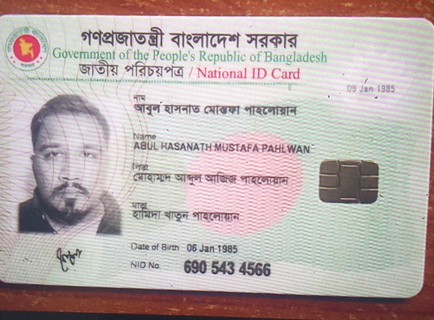 গণপ্রজাতন্ত্রী বাংলাদেশ সরকার
Government of the People's Republic of Bangladesh
জাতীয় পরিচয়পত্র / National ID Card
05 Jan 1985
নাম
আবুল হাসনাত মোস্তফা পাহলোয়ান
Name
ABUL HASANATH MUSTAFA PAHLWAN
পিতা
মোহাম্মদ আব্দুল আজিজ পাহলোয়ান
মাতা
হামিদা খাতুন পাহলোয়ান
Date of Birth 06 Jan 1985
NID No. 690 543 4566